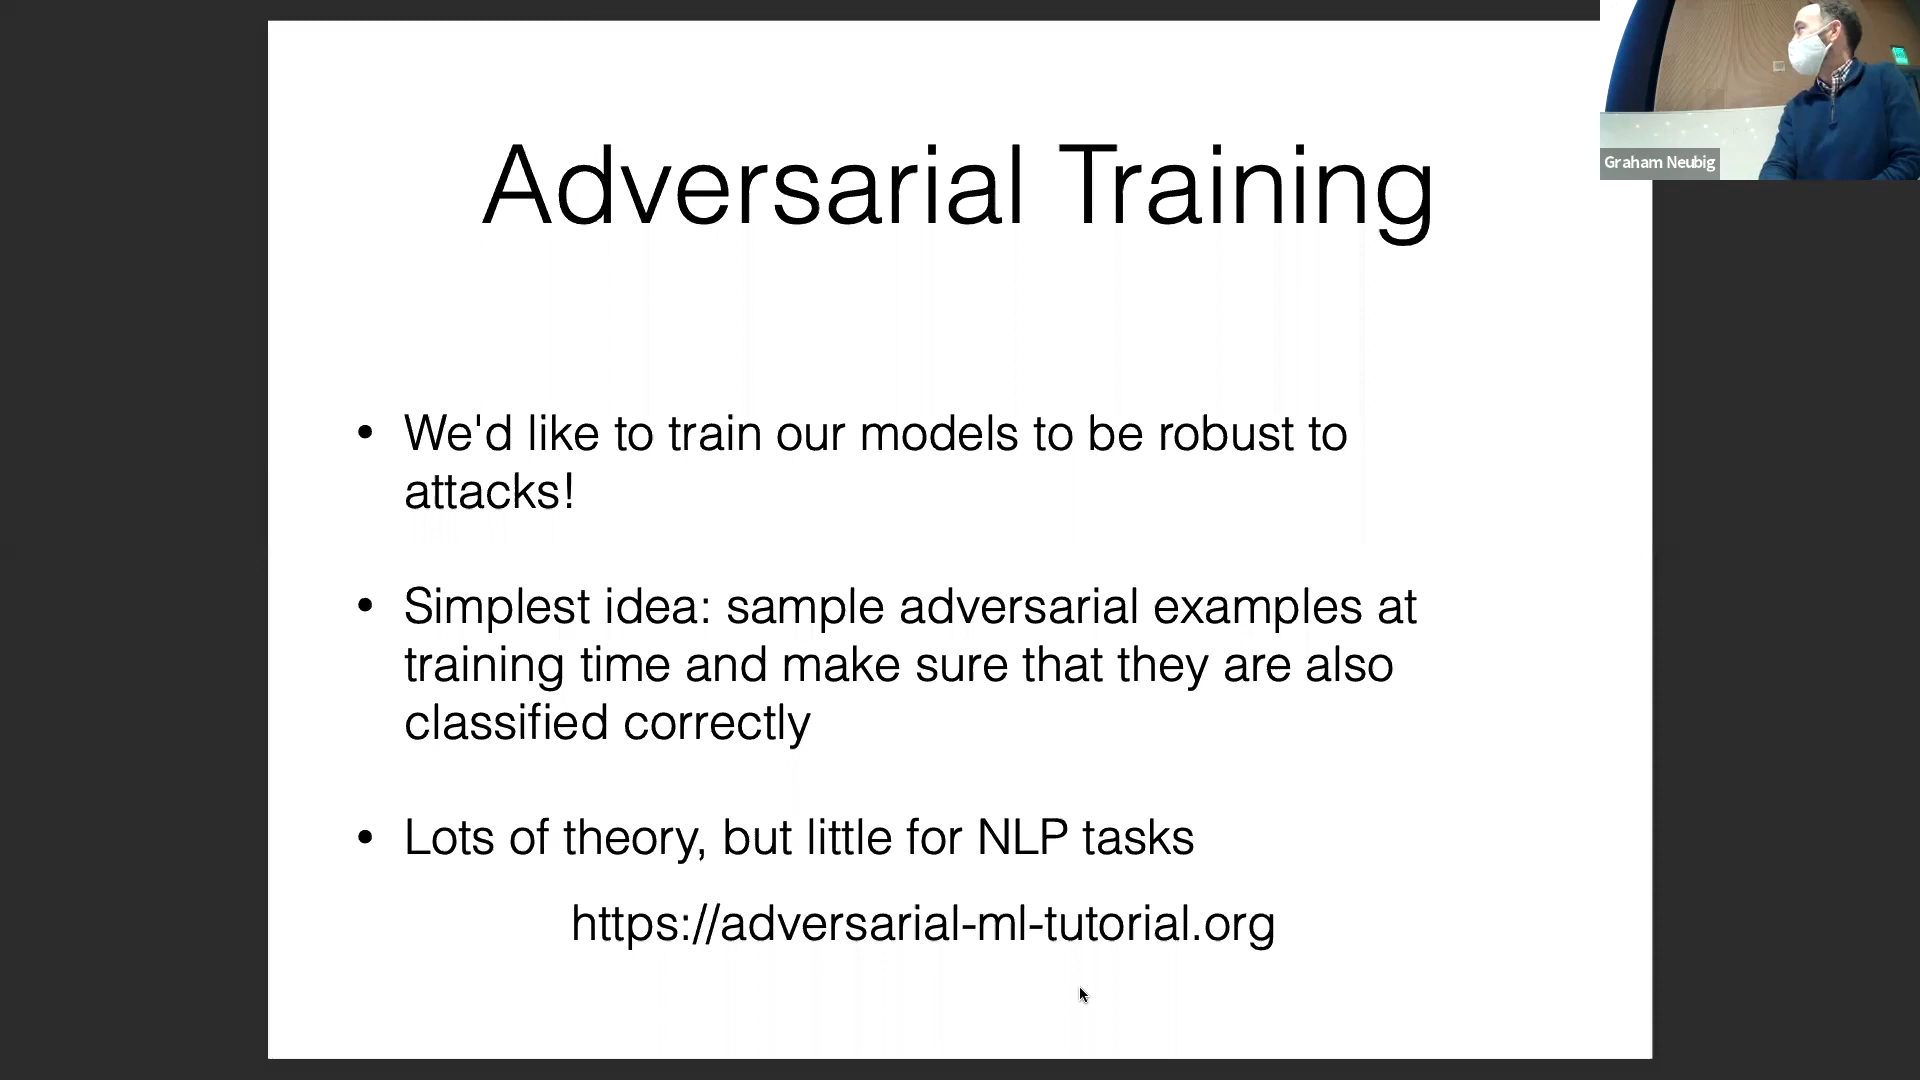 Adversarial Training
• We'd like to train our models to be robust to
attacks!
• Simplest idea: sample adversarial examples at
training time and make sure that they are also
classified correctly
• Lots of theory, but little for NLP tasks
https://adversarial-ml-tutorial.org
Graham Neubig